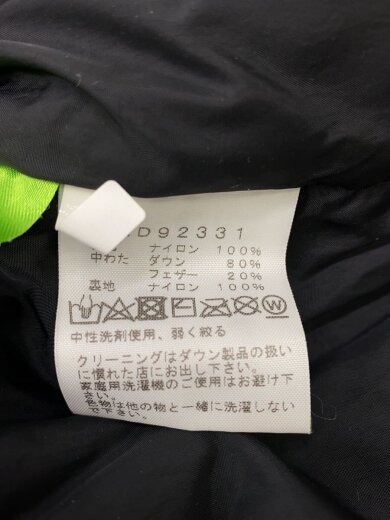 D92331
ナイロン 100%
中わた ダウン 80%
フェザー 20%
裏地 ナイロン 100%
中性洗剤使用、弱く絞る
クリーニングはダウン製品の扱い
に慣れた店にお出し下さい。
家庭用洗濯機のご使用はお避け下
さい。
色物は他の物と一緒に洗濯しない